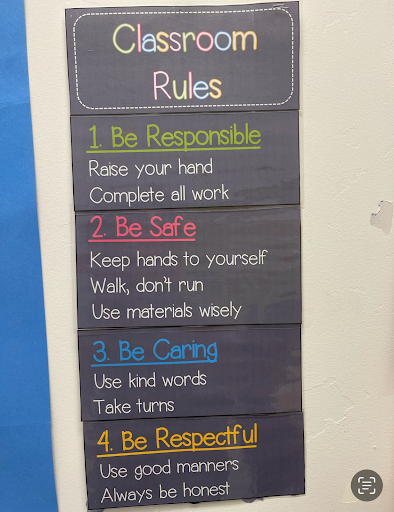 Classroom
Rules
1. Be Responsible
Raise your hand
Complete all work
2. Be Safe
Keep hands to yourself
Walk, don't run
Use materials wisely
3. Be Caring
Use kind words
Take turns
4. Be Respectful
Use good manners
Always be honest